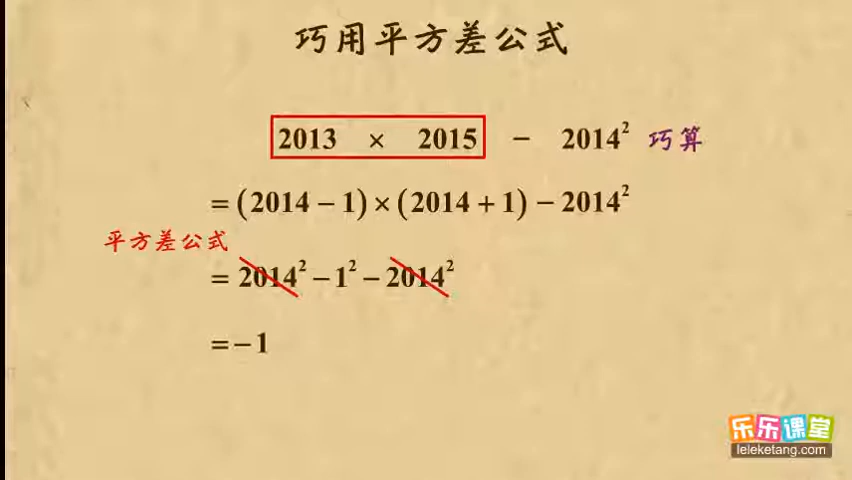 巧用平方差公式
2013 × 2015 − 2014² 巧算
=(2014−1)×(2014+1)−2014²
平方差公式
=2014²−1²−2014²
=−1
乐乐课堂
leleketang.com